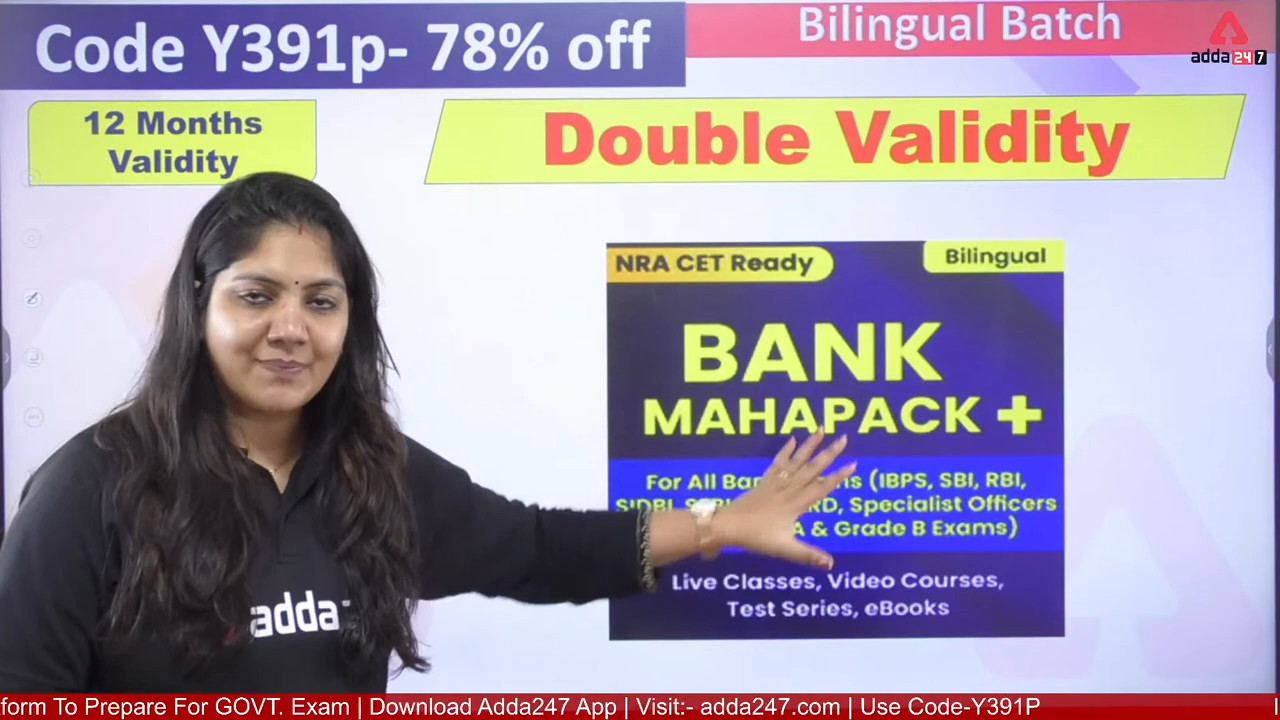 Code Y391p- 78% off
Bilingual Batch
adda247
12 Months
Validity
Double Validity
NRA CET Ready
Bilingual
BANK
MAHAPACK +
For All (IBPS, SBI, RBI,
SIDBI, Specialist Officers
& Grade B Exams)
Live Classes, Video Courses,
Test Series, eBooks
adda
form To Prepare For GOVT. Exam | Download Adda247 App | Visit:- adda247.com | Use Code-Y391P